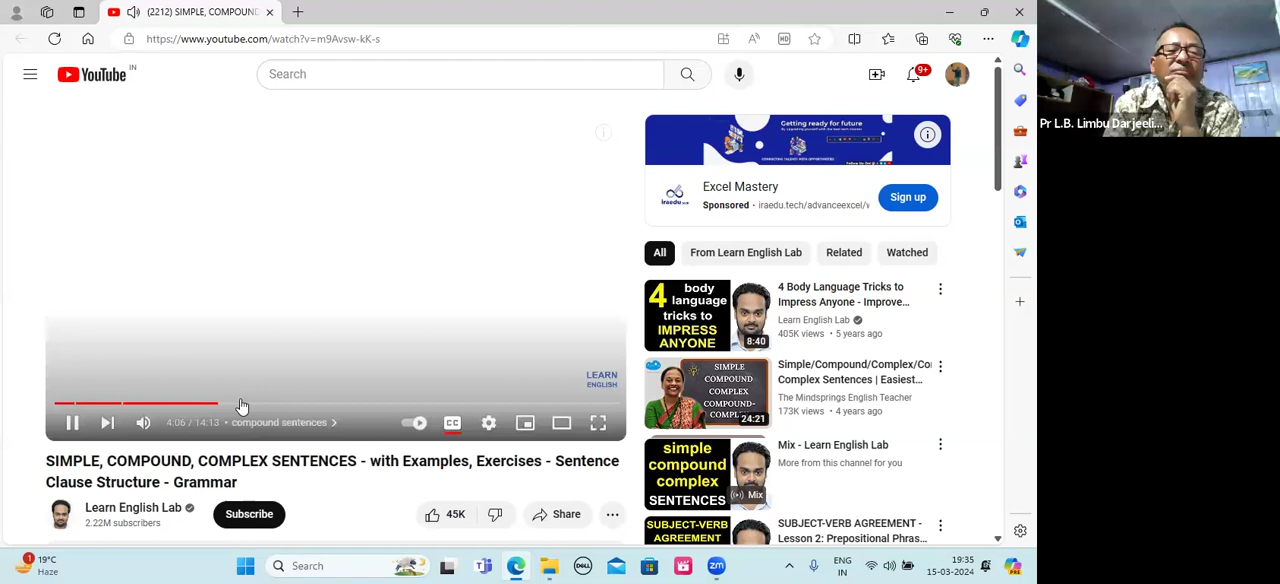 (2212) SIMPLE, COMPOUND
https://www.youtube.com/watch?v=m9Avsw-kK-s
YouTube IN
Search
9+
Getting ready for future
Excel Mastery
Sponsored · iraedu.tech/advanceexcel/v
Sign up
All
From Learn English Lab
Related
Watched
4 body language tricks to IMPRESS ANYONE
8:40
4 Body Language Tricks to
Impress Anyone - Improve...
Learn English Lab
405K views • 5 years ago
SIMPLE
COMPOUND
COMPLEX
24:21
Simple/Compound/Complex/Co
Complex Sentences | Easiest...
The Mindsprings English Teacher
173K views • 4 years ago
simple
compound
complex
SENTENCES
Mix
Mix - Learn English Lab
More from this channel for you
SUBJECT-VERB
AGREEMENT
SUBJECT-VERB AGREEMENT -
Lesson 2: Prepositional Phras...
LEARN
ENGLISH
4:06 / 14:13 • compound sentences >
CC
SIMPLE, COMPOUND, COMPLEX SENTENCES - with Examples, Exercises - Sentence
Clause Structure - Grammar
Learn English Lab
2.22M subscribers
Subscribe
45K
Share
Pr L.B. Limbu Darjeeli...
1
19°C
Haze
Search
DELL
zm
ENG
IN
19:35
15-03-2024
PRE